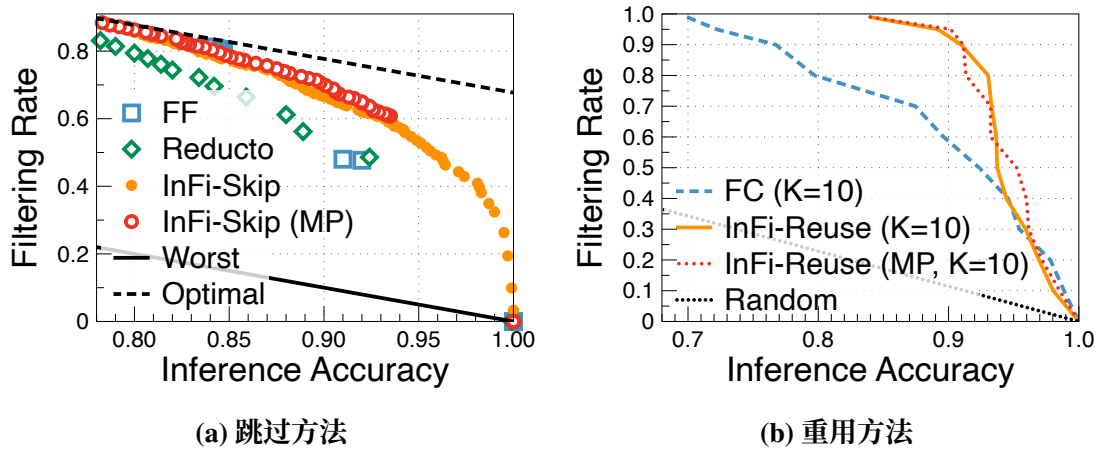 Filtering Rate
0.8
0.6
0.4
0.2
0
FF
Reducto
InFi-Skip
InFi-Skip (MP)
Worst
Optimal
0.80 0.85 0.90 0.95 1.00
Inference Accuracy
(a) 跳过方法
Filtering Rate
1.0
0.9
0.8
0.7
0.6
0.5
0.4
0.3
0.2
0.1
0
FC (K=10)
InFi-Reuse (K=10)
InFi-Reuse (MP, K=10)
Random
0.7 0.8 0.9 1.0
Inference Accuracy
(b) 重用方法